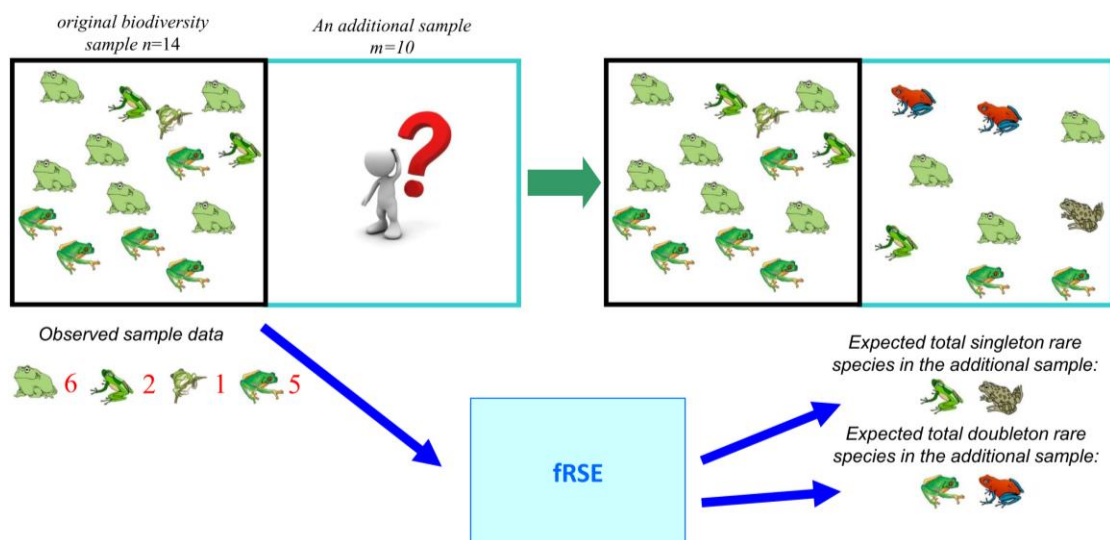 original biodiversity
sample n=14
An additional sample
m=10
Observed sample data
6 2 1 5
fRSE
Expected total singleton rare
species in the additional sample:
Expected total doubleton rare
species in the additional sample: